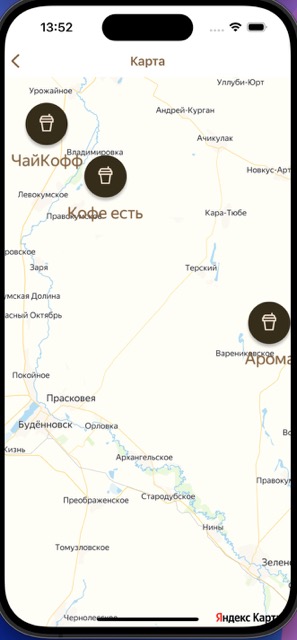 13:52
Карта
Уллуби-Юрт
Урожайное
Андрей-Курган
Ачикулак
Владимировка
ЧайКофф
Новкус-Арт
Левокумское
Кара-Тюбе
Кофе есть
ровское
Заря
Терский
умская Долина
асный Октябрь
Варениковское
Арома
Покойное
Прасковея
Будённовск
Орловка
Жизнь
Архангельское
Правоку
Преображенское
Стародубское
Нины
Томузловское
Зелено
Чернолесское
Яндекс Карт